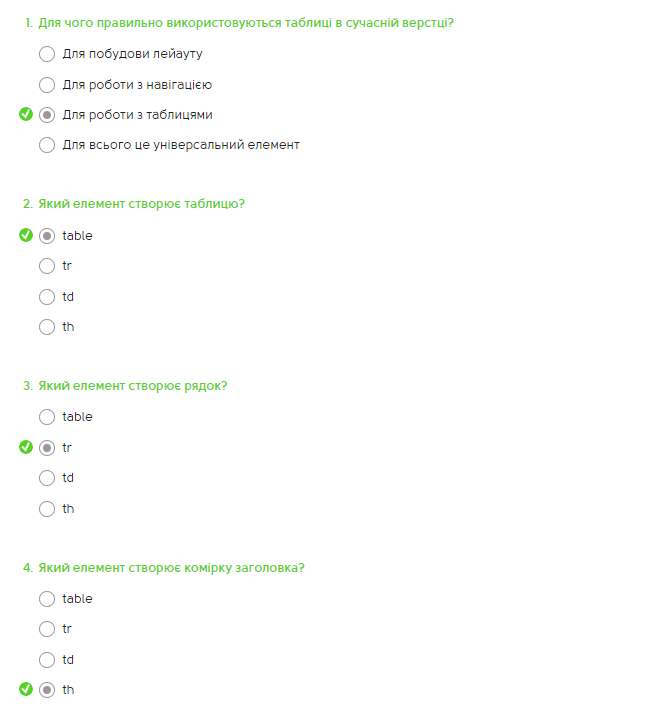 1. Для чого правильно використовуються таблиці в сучасній верстці?
Для побудови лейауту
Для роботи з навігацією
Для роботи з таблицями
Для всього це універсальний елемент
2. Який елемент створює таблицю?
table
tr
td
th
3. Який елемент створює рядок?
table
tr
td
th
4. Який елемент створює комірку заголовка?
table
tr
td
th